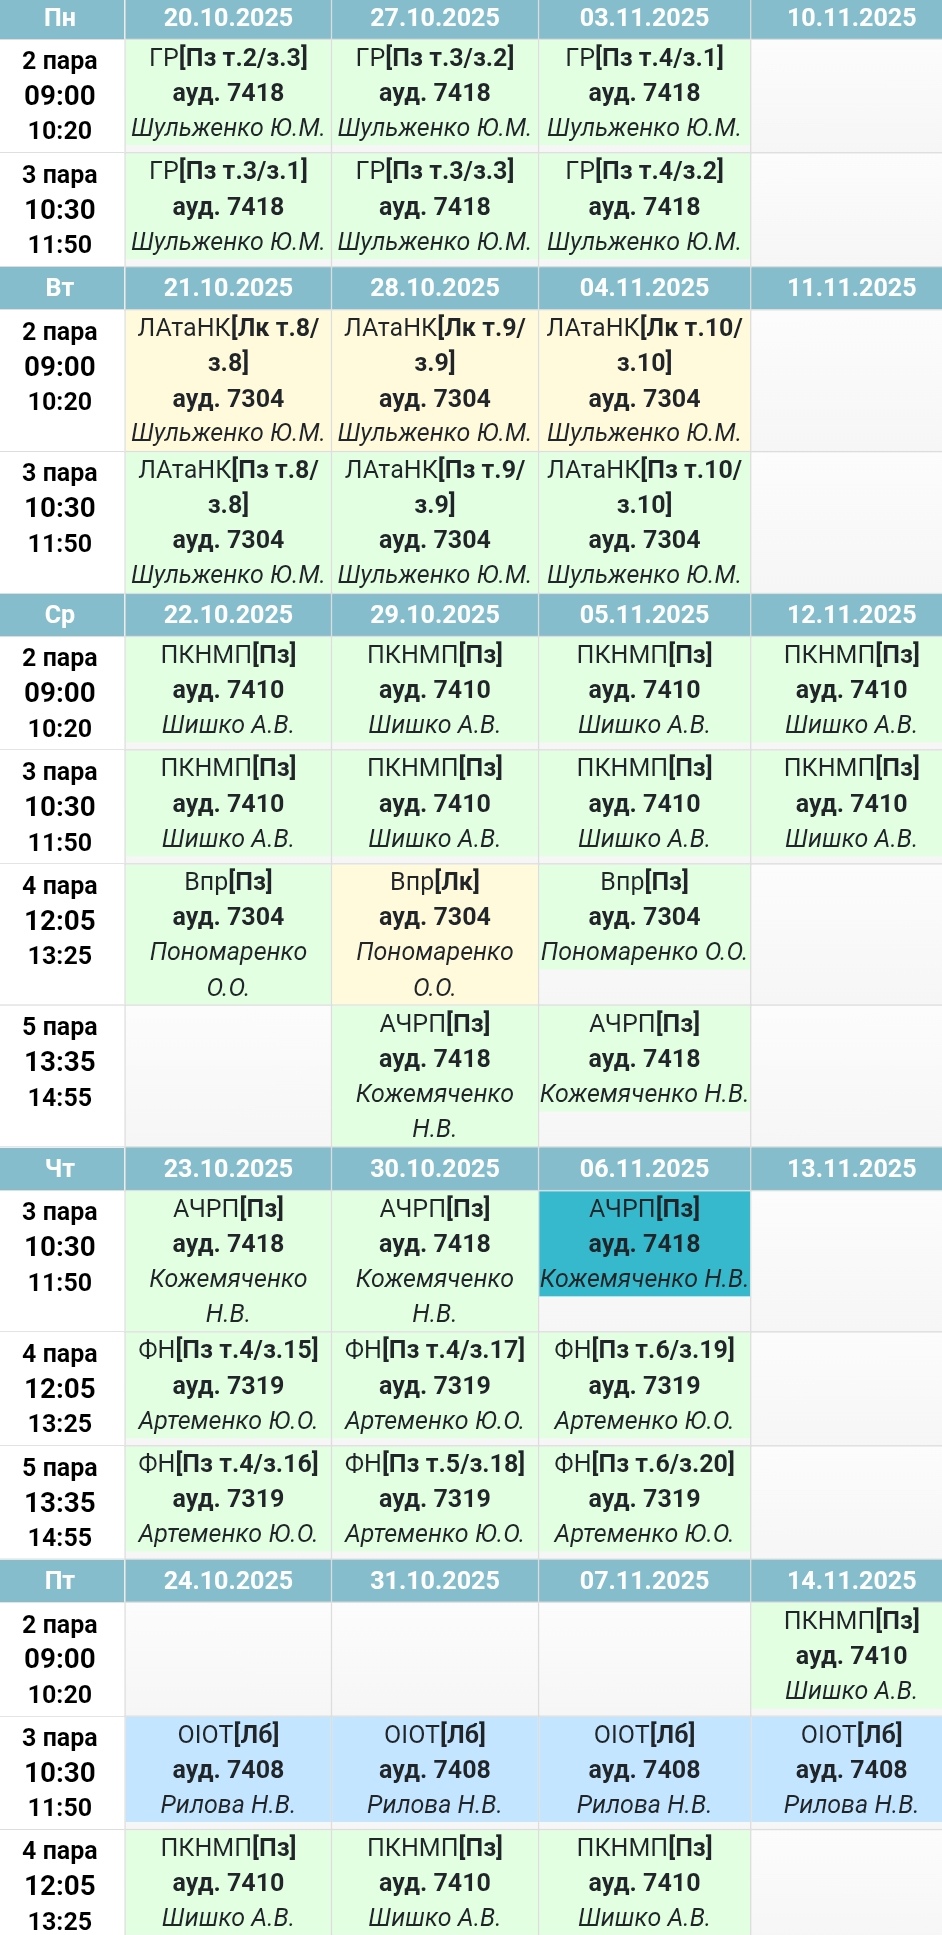 Пн 20.10.2025 27.10.2025 03.11.2025 10.11.2025
2 пара ГР[Пз т.2/з.3] ГР[Пз т.3/з.2] ГР[Пз т.4/з.1]
09:00 ауд. 7418 ауд. 7418 ауд. 7418
10:20 Шульженко Ю.М. Шульженко Ю.М. Шульженко Ю.М.
3 пара ГР[Пз т.3/з.1] ГР[Пз т.3/з.3] ГР[Пз т.4/з.2]
10:30 ауд. 7418 ауд. 7418 ауд. 7418
11:50 Шульженко Ю.М. Шульженко Ю.М. Шульженко Ю.М.
Вт 21.10.2025 28.10.2025 04.11.2025 11.11.2025
2 пара ЛАтаНК[Лк т.8/ ЛАтаНК[Лк т.9/ ЛАтаНК[Лк т.10/
09:00 з.8] з.9] з.10]
10:20 ауд. 7304 ауд. 7304 ауд. 7304
Шульженко Ю.М. Шульженко Ю.М. Шульженко Ю.М.
3 пара ЛАтаНК[Пз т.8/ ЛАтаНК[Пз т.9/ ЛАтаНК[Пз т.10/
10:30 з.8] з.9] з.10]
11:50 ауд. 7304 ауд. 7304 ауд. 7304
Шульженко Ю.М. Шульженко Ю.М. Шульженко Ю.М.
Ср 22.10.2025 29.10.2025 05.11.2025 12.11.2025
2 пара ПКНМП[Пз] ПКНМП[Пз] ПКНМП[Пз] ПКНМП[Пз]
09:00 ауд. 7410 ауд. 7410 ауд. 7410 ауд. 7410
10:20 Шишко А.В. Шишко А.В. Шишко А.В. Шишко А.В.
3 пара ПКНМП[Пз] ПКНМП[Пз] ПКНМП[Пз] ПКНМП[Пз]
10:30 ауд. 7410 ауд. 7410 ауд. 7410 ауд. 7410
11:50 Шишко А.В. Шишко А.В. Шишко А.В. Шишко А.В.
4 пара Впр[Пз] Впр[Лк] Впр[Пз]
12:05 ауд. 7304 ауд. 7304 ауд. 7304
13:25 Пономаренко Пономаренко Пономаренко О.О.
О.О. О.О.
5 пара АЧРП[Пз] АЧРП[Пз]
13:35 ауд. 7418 ауд. 7418
14:55 Кожемяченко Кожемяченко Н.В.
Н.В.
Чт 23.10.2025 30.10.2025 06.11.2025 13.11.2025
3 пара АЧРП[Пз] АЧРП[Пз] АЧРП[Пз]
10:30 ауд. 7418 ауд. 7418 ауд. 7418
11:50 Кожемяченко Кожемяченко Кожемяченко Н.В.
Н.В. Н.В.
4 пара ФН[Пз т.4/з.15] ФН[Пз т.4/з.17] ФН[Пз т.6/з.19]
12:05 ауд. 7319 ауд. 7319 ауд. 7319
13:25 Артеменко Ю.О. Артеменко Ю.О. Артеменко Ю.О.
5 пара ФН[Пз т.4/з.16] ФН[Пз т.5/з.18] ФН[Пз т.6/з.20]
13:35 ауд. 7319 ауд. 7319 ауд. 7319
14:55 Артеменко Ю.О. Артеменко Ю.О. Артеменко Ю.О.
Пт 24.10.2025 31.10.2025 07.11.2025 14.11.2025
2 пара ПКНМП[Пз]
09:00 ауд. 7410
10:20 Шишко А.В.
3 пара ОІОТ[Лб] ОІОТ[Лб] ОІОТ[Лб] ОІОТ[Лб]
10:30 ауд. 7408 ауд. 7408 ауд. 7408 ауд. 7408
11:50 Рилова Н.В. Рилова Н.В. Рилова Н.В. Рилова Н.В.
4 пара ПКНМП[Пз] ПКНМП[Пз] ПКНМП[Пз]
12:05 ауд. 7410 ауд. 7410 ауд. 7410
13:25 Шишко А.В. Шишко А.В. Шишко А.В.